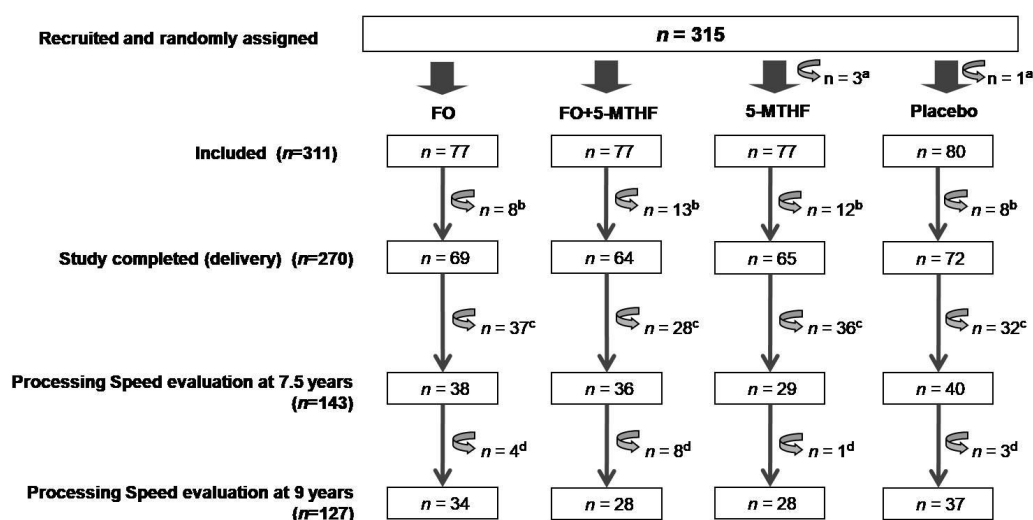 Recruited and randomly assigned
n = 315
n = 3a
n = 1a
FO
FO+5-MTHF
5-MTHF
Placebo
Included (n=311)
n = 77
n = 77
n = 77
n = 80
n = 8b
n = 13b
n = 12b
n = 8b
Study completed (delivery) (n=270)
n = 69
n = 64
n = 65
n = 72
n = 37c
n = 28c
n = 36c
n = 32c
Processing Speed evaluation at 7.5 years
(n=143)
n = 38
n = 36
n = 29
n = 40
n = 4d
n = 8d
n = 1d
n = 3d
Processing Speed evaluation at 9 years
(n=127)
n = 34
n = 28
n = 28
n = 37